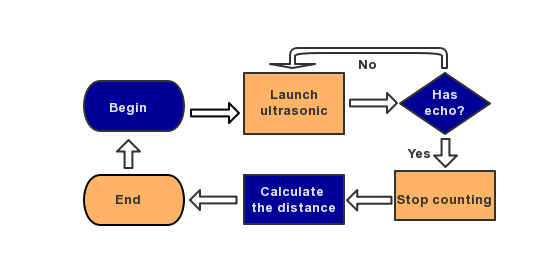 No
Begin
Launch
ultrasonic
Has
echo?
Yes
End
Calculate
the distance
Stop counting